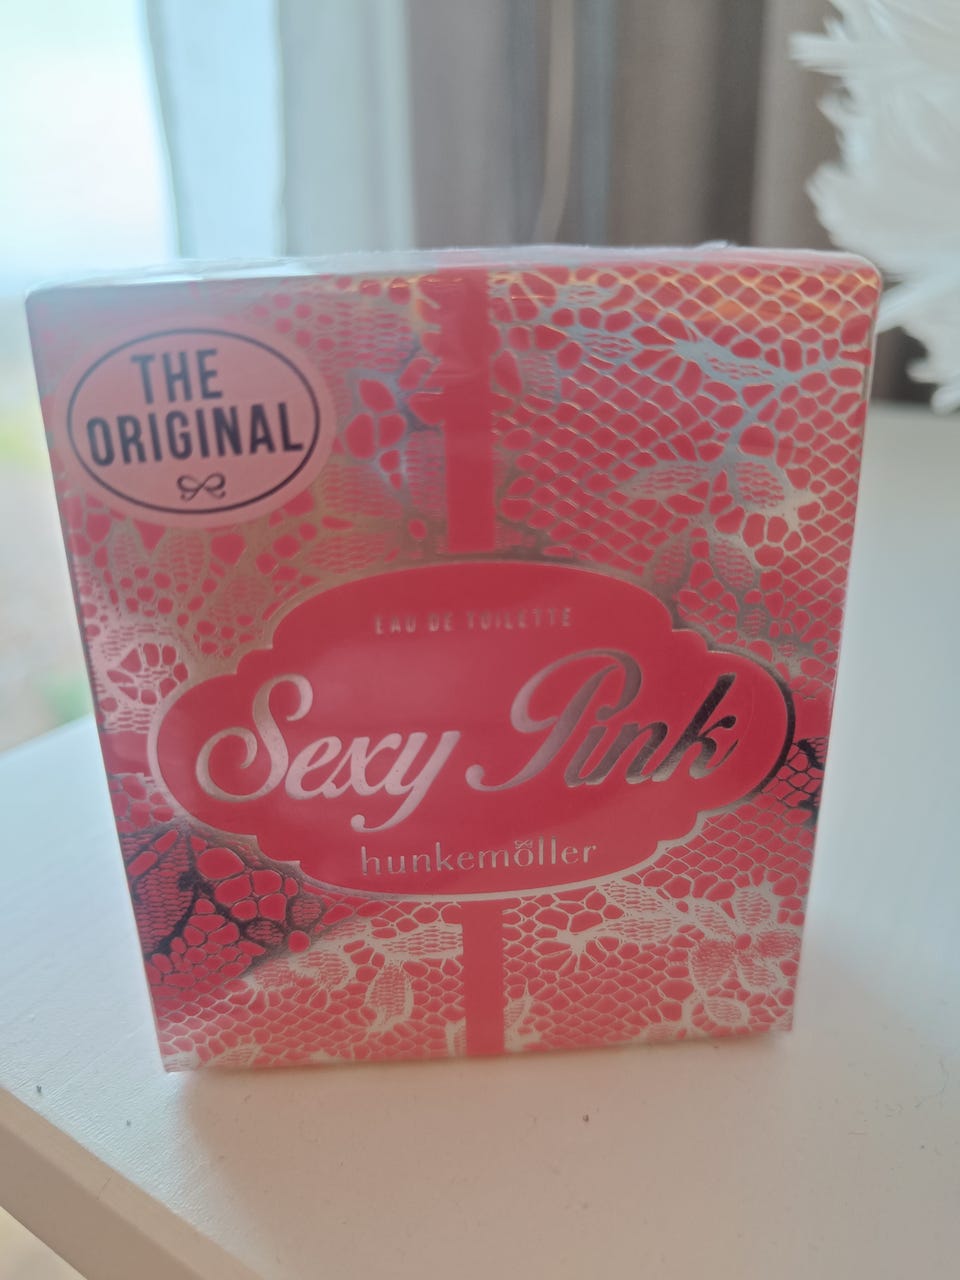 THE
ORIGINAL
EAU DE TOILETTE
Sexy Pink
hunkemöller